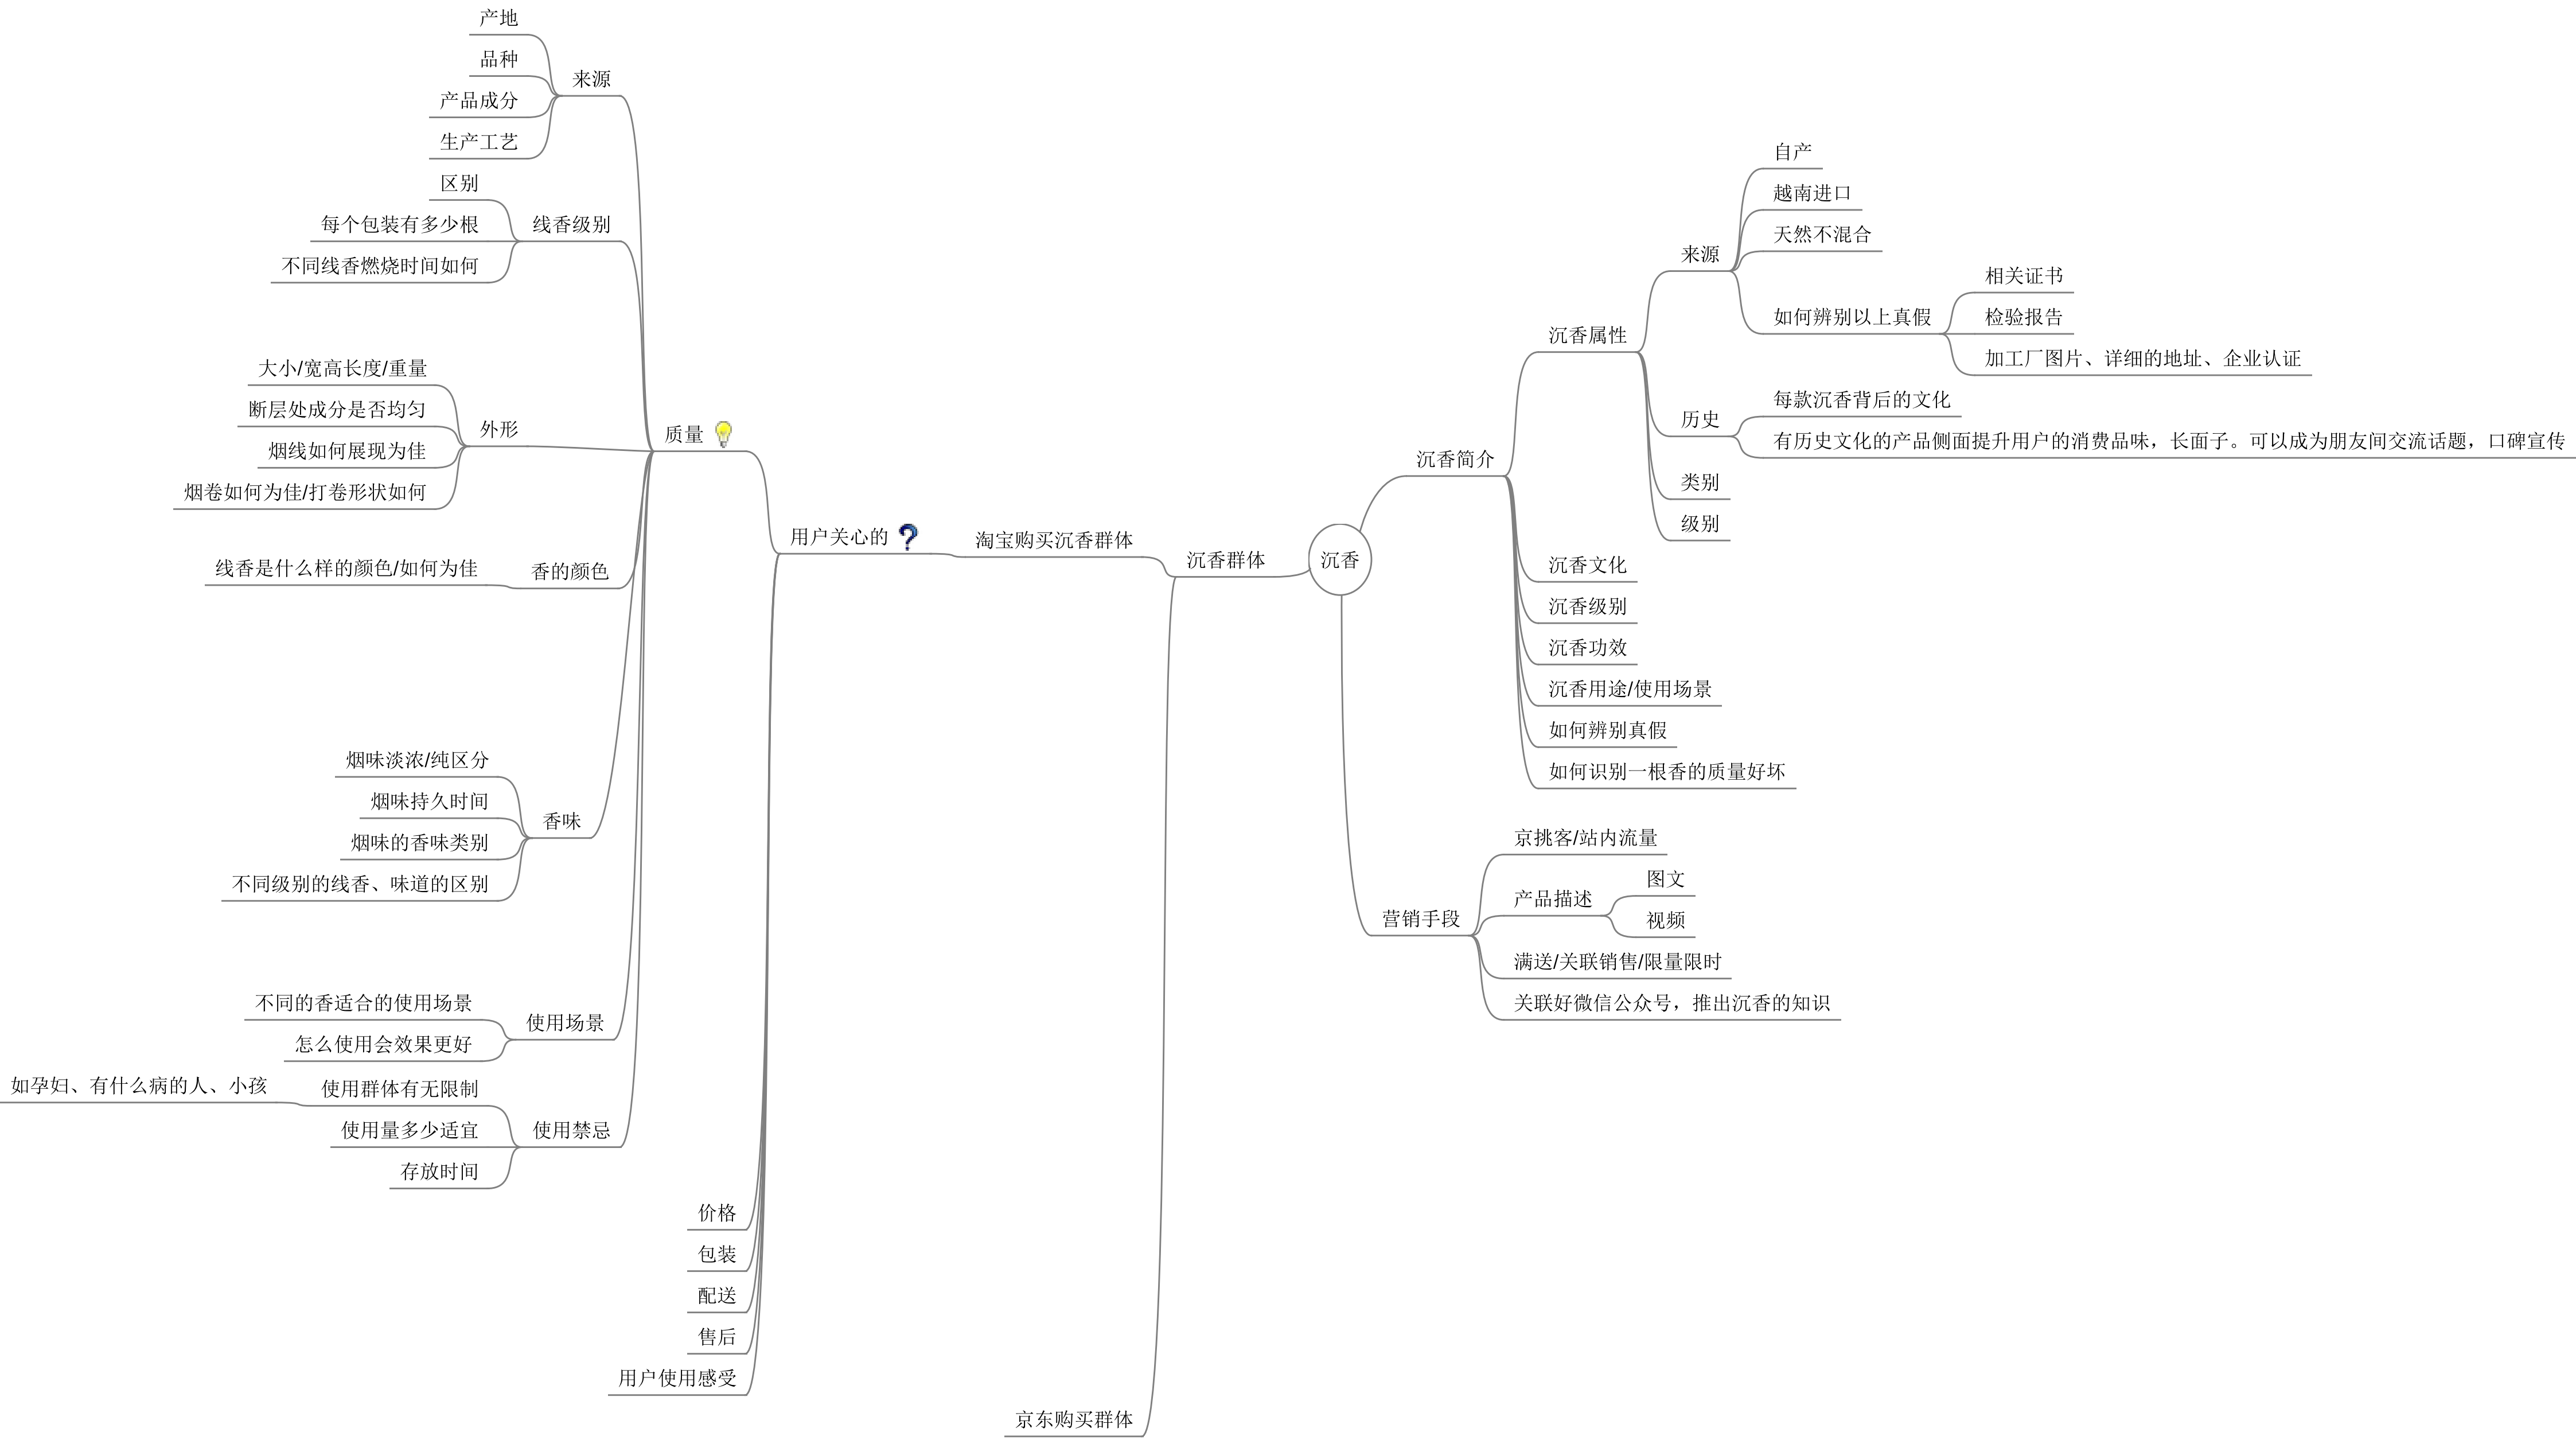 沉香
沉香简介
沉香属性
来源
自产
越南进口
天然不混合
如何辨别以上真假
相关证书
检验报告
加工厂图片、详细的地址、企业认证
历史
每款沉香背后的文化
有历史文化的产品侧面提升用户的消费品味，长面子。可以成为朋友间交流话题，口碑宣传
类别
级别
沉香文化
沉香级别
沉香功效
沉香用途/使用场景
如何辨别真假
如何识别一根香的质量好坏
营销手段
京挑客/站内流量
产品描述
图文
视频
满送/关联销售/限量限时
关联好微信公众号，推出沉香的知识
沉香群体
淘宝购买沉香群体
用户关心的
质量
来源
产地
品种
产品成分
生产工艺
线香级别
区别
每个包装有多少根
不同线香燃烧时间如何
外形
大小/宽高长度/重量
断层处成分是否均匀
烟线如何展现为佳
烟卷如何为佳/打卷形状如何
香的颜色
线香是什么样的颜色/如何为佳
香味
烟味淡浓/纯区分
烟味持久时间
烟味的香味类别
不同级别的线香、味道的区别
使用场景
不同的香适合的使用场景
怎么使用会效果更好
使用禁忌
使用群体有无限制
如孕妇、有什么病的人、小孩
使用量多少适宜
存放时间
价格
包装
配送
售后
用户使用感受
京东购买群体